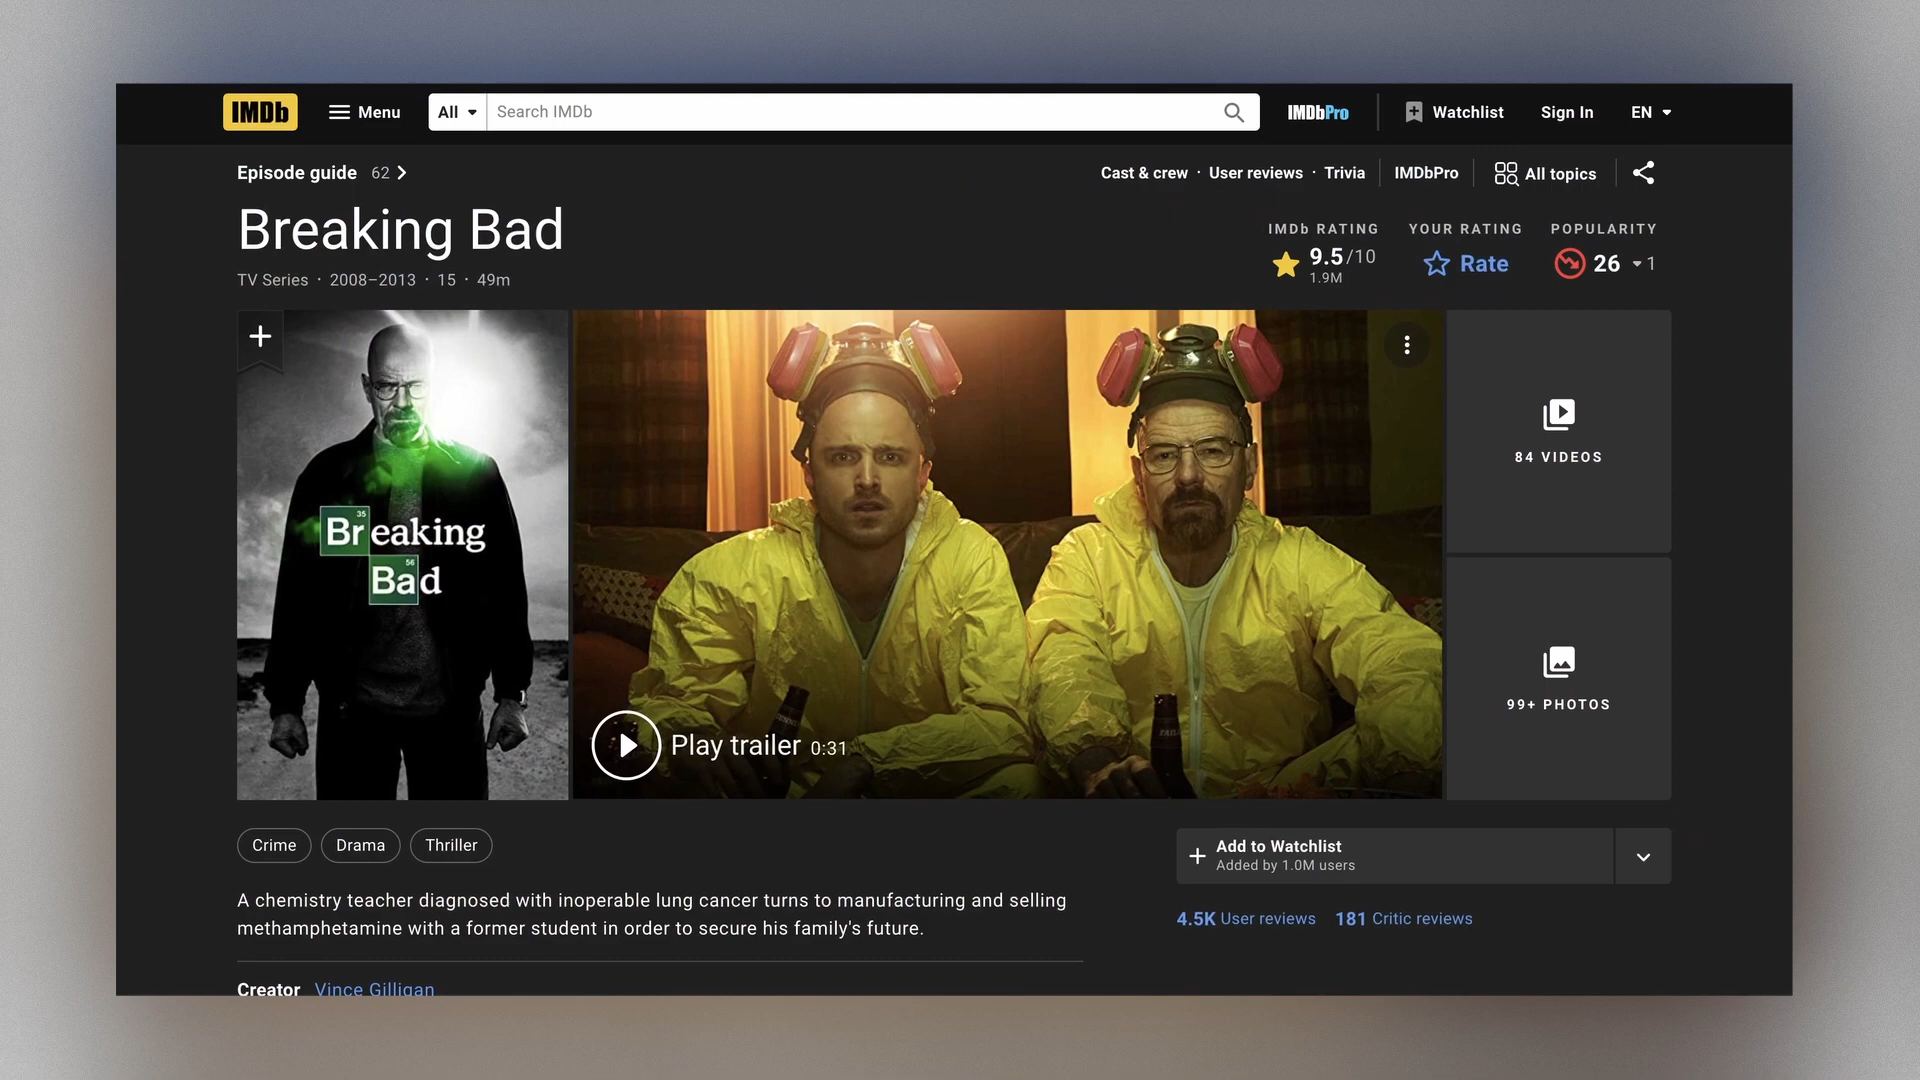 IMDb Menu All Search IMDb IMDbPro Watchlist Sign In EN
Episode guide 62 Cast & crew · User reviews · Trivia IMDbPro All topics
Breaking Bad
IMDb RATING YOUR RATING POPULARITY
9.5/10 Rate 26 1
1.9M
TV Series · 2008–2013 · 15 · 49m
35
Breaking
56
Bad
84 VIDEOS
99+ PHOTOS
Play trailer 0:31
Crime Drama Thriller
Add to Watchlist
Added by 1.0M users
A chemistry teacher diagnosed with inoperable lung cancer turns to manufacturing and selling
methamphetamine with a former student in order to secure his family's future.
4.5K User reviews 181 Critic reviews
Creator Vince Gilligan